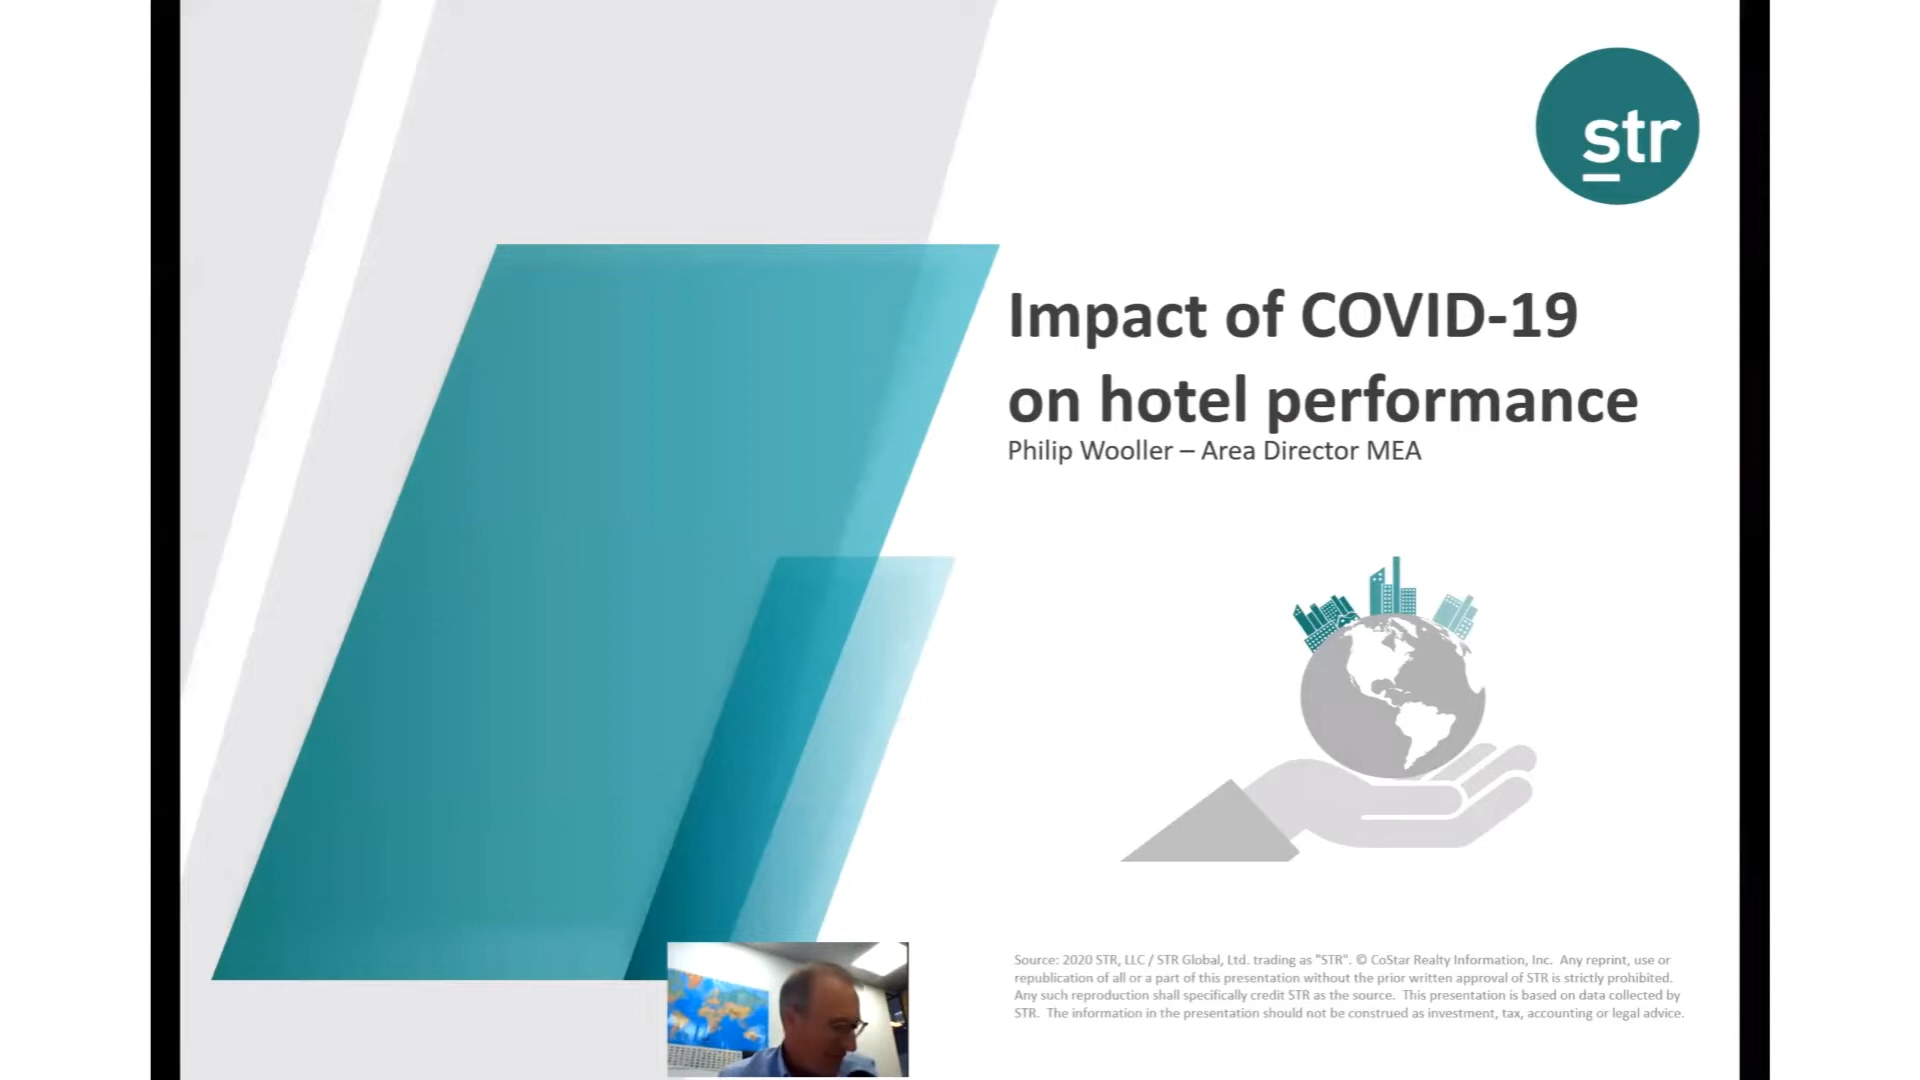 str
Impact of COVID-19
on hotel performance
Philip Wooller – Area Director MEA
Source: 2020 STR, LLC / STR Global, Ltd. trading as "STR". © CoStar Realty Information, Inc. Any reprint, use or
republication of all or a part of this presentation without the prior written approval of STR is strictly prohibited.
Any such reproduction shall specifically credit STR as the source. This presentation is based on data collected by
STR. The information in the presentation should not be construed as investment, tax, accounting or legal advice.